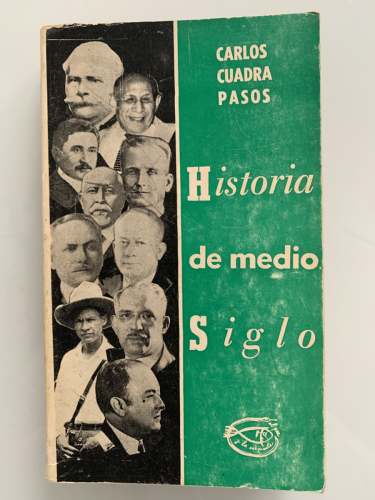 CARLOS
CUADRA
PASOS
Historia
de medio
Siglo